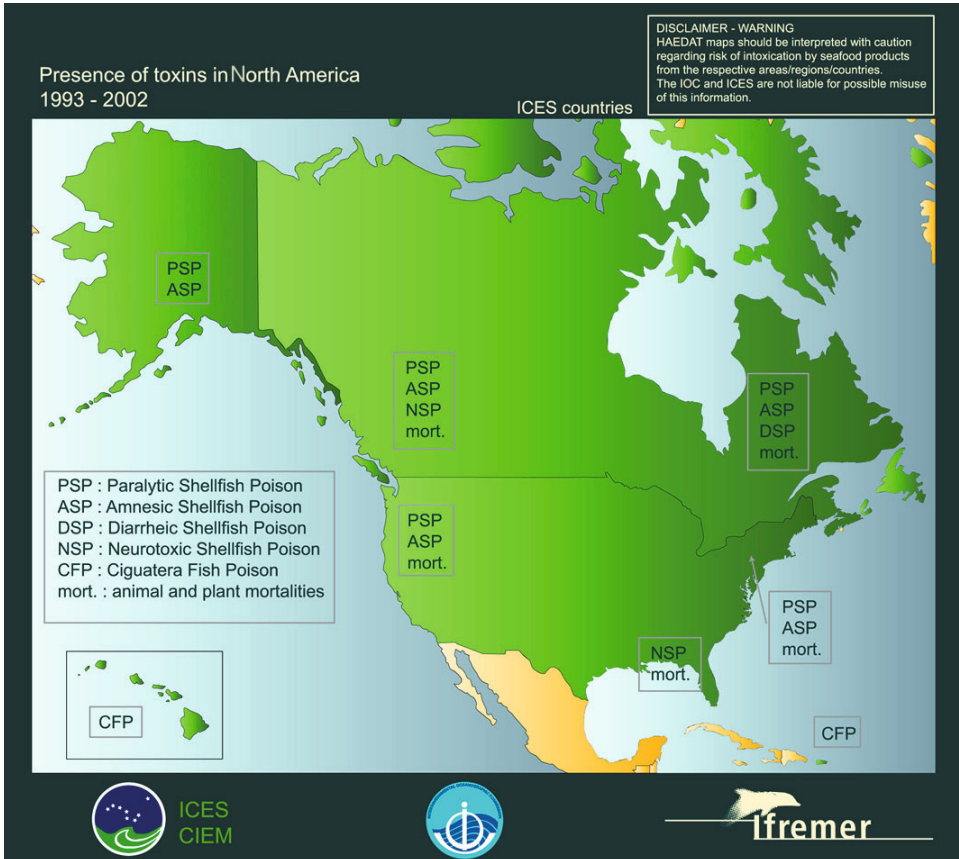 DISCLAIMER - WARNING
HAEDAT maps should be interpreted with caution
regarding risk of intoxication by seafood products
from the respective areas/regions/countries.
The IOC and ICES are not liable for possible misuse
of this information.
Presence of toxins in North America
1993 - 2002
ICES countries
PSP
ASP
PSP
ASP
NSP
mort.
PSP
ASP
DSP
mort.
PSP : Paralytic Shellfish Poison
ASP : Amnesic Shellfish Poison
DSP : Diarrheic Shellfish Poison
NSP : Neurotoxic Shellfish Poison
CFP : Ciguatera Fish Poison
mort. : animal and plant mortalities
PSP
ASP
mort.
PSP
ASP
mort.
NSP
mort.
CFP
CFP
ICES
CIEM
Ifremer